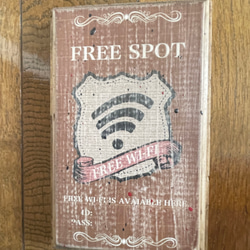 FREE SPOT
FREE WI-FI
FREE WI-FI IS AVAILABLE HERE
ID:
PASS: